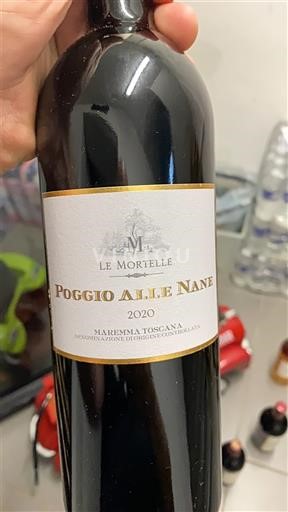 M
LE MORTELLE
POGGIO ALLE NANE
2020
MAREMMA TOSCANA
DENOMINAZIONE DI ORIGINE CONTROLLATA